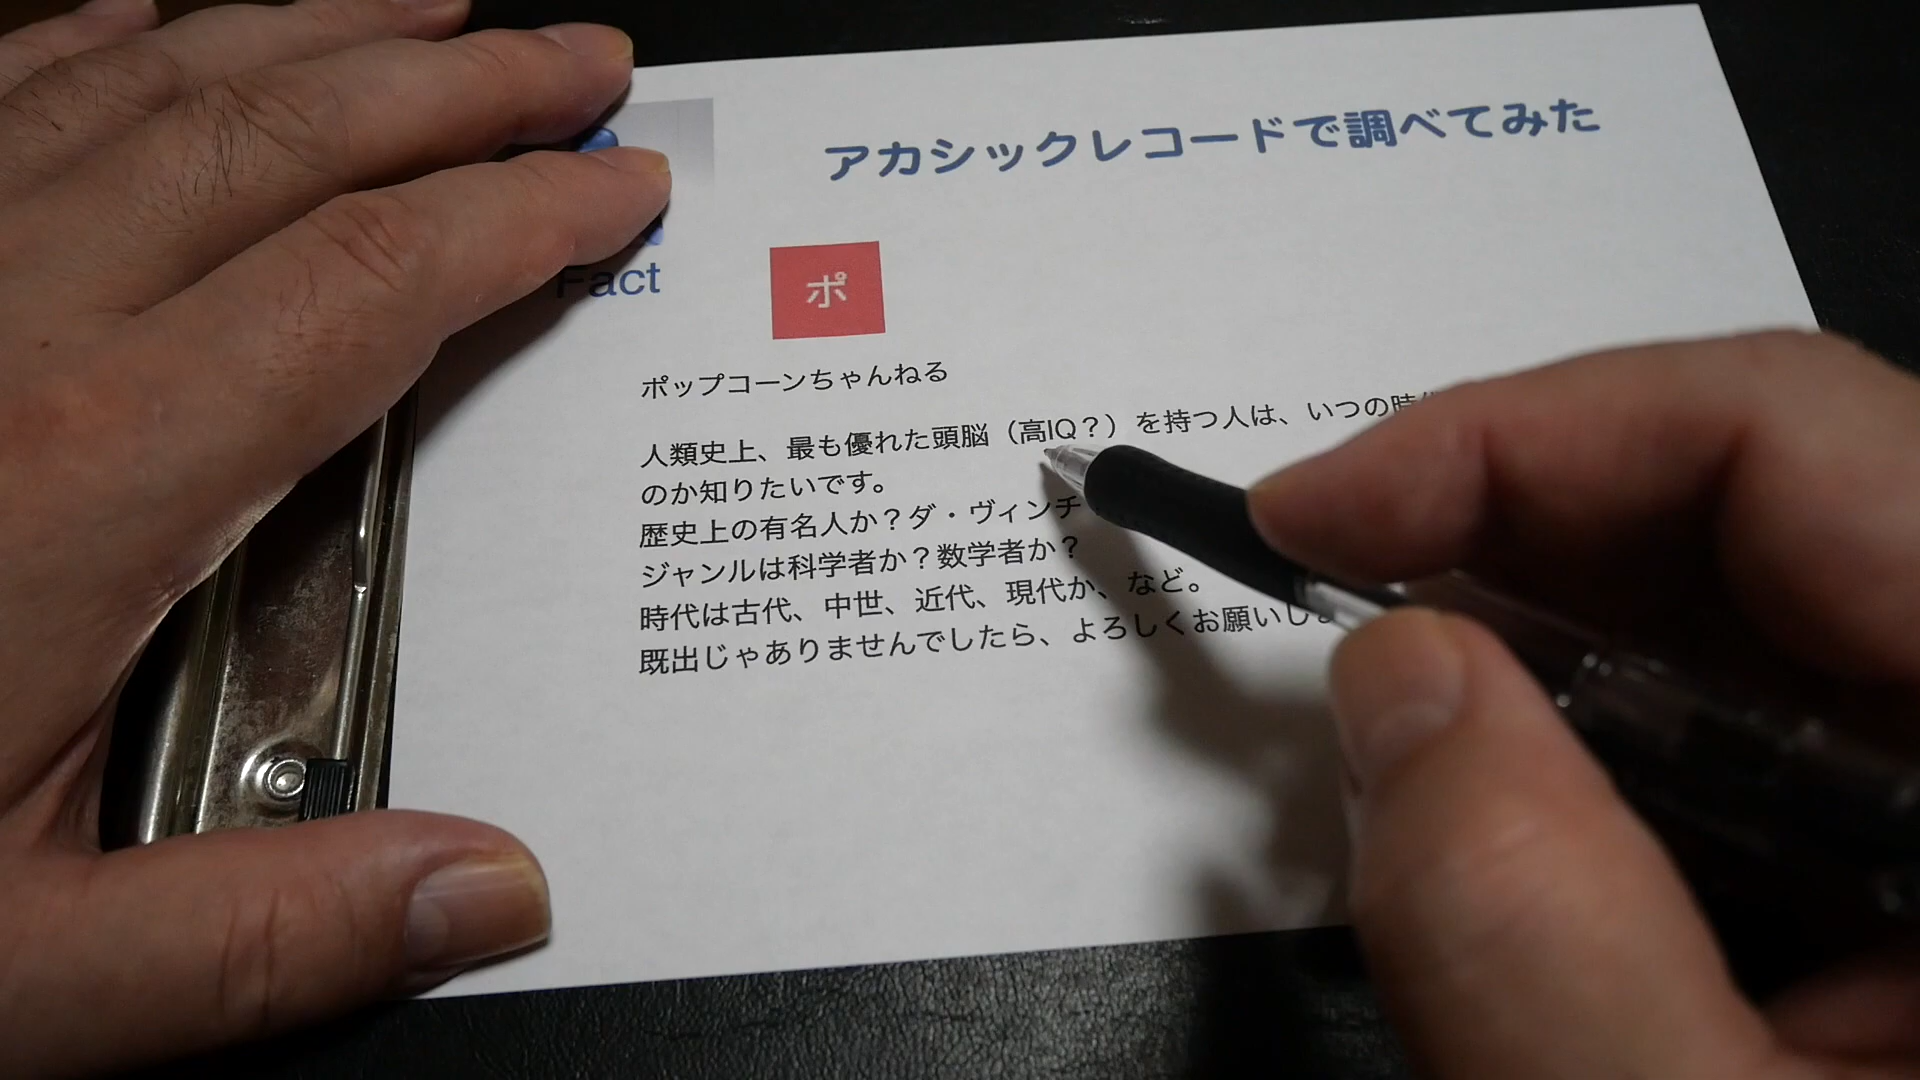 アカシックレコードで調べてみた
Fact
ポ
ポップコーンちゃんねる
人類史上、最も優れた頭脳（高IQ？）を持つ人は、いつの時
のか知りたいです。
歴史上の有名人か？ダ・ヴィンチ
ジャンルは科学者か？数学者か？
時代は古代、中世、近代、現代か、など。
既出じゃありませんでしたら、よろしくお願いし